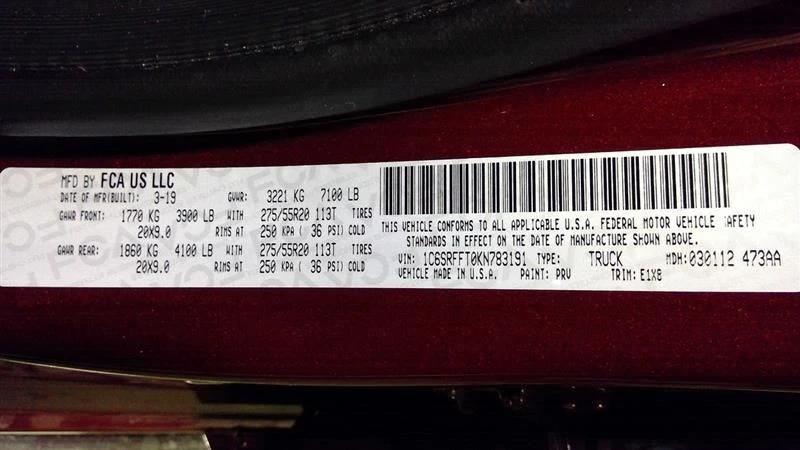 MFD BY FCA US LLC
DATE OF MFR(BUILT): 3-19 GVWR: 3221 KG 7100 LB
GAWR FRONT: 1770 KG 3900 LB WITH 275/55R20 113T TIRES
20X9.0 RIMS AT 250 KPA ( 36 PSI) COLD
GAWR REAR: 1860 KG 4100 LB WITH 275/55R20 113T TIRES
20X9.0 RIMS AT 250 KPA ( 36 PSI) COLD
THIS VEHICLE CONFORMS TO ALL APPLICABLE U.S.A. FEDERAL MOTOR VEHICLE SAFETY
STANDARDS IN EFFECT ON THE DATE OF MANUFACTURE SHOWN ABOVE.
VIN: 1C6SRFFT0KN783191 TYPE: TRUCK MDH: 030112 473AA
VEHICLE MADE IN U.S.A. PAINT: PRV TRIM: E1X8